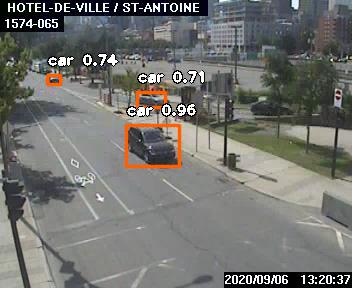 HOTEL-DE-VILLE / ST-ANTOINE
1574-065
car 0.74
car 0.71
car 0.96
2020/09/06 13:20:37